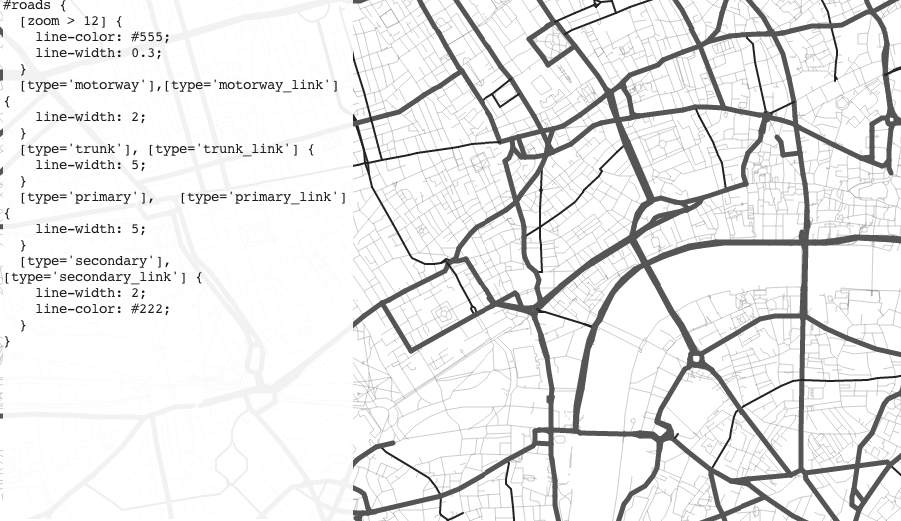 #roads {
[zoom > 12] {
line-color: #555;
line-width: 0.3;
}
[type='motorway'],[type='motorway_link']
{
line-width: 2;
}
[type='trunk'], [type='trunk_link'] {
line-width: 5;
}
[type='primary'],   [type='primary_link']
{
line-width: 5;
}
[type='secondary'],
[type='secondary_link'] {
line-width: 2;
line-color: #222;
}
}